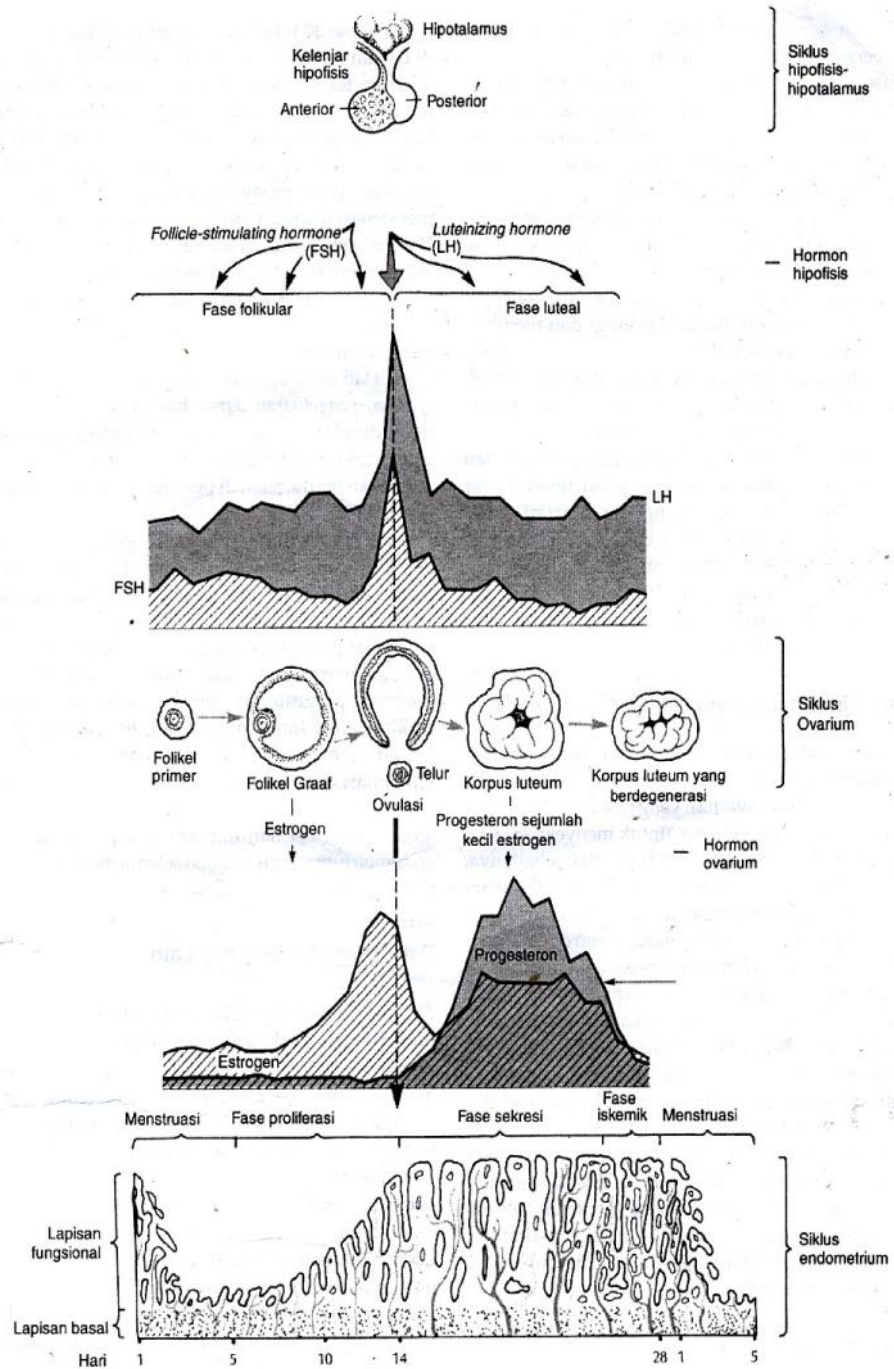 Hipotalamus
Kelenjar
hipofisis
Anterior
Posterior
Siklus
hipofisis-
hipotalamus
Follicle-stimulating hormone
(FSH)
Luteinizing hormone
(LH)
Hormon
hipofisis
Fase folikular
Fase luteal
LH
FSH
Folikel
primer
Folikel Graaf
Telur
Ovulasi
Korpus luteum
Korpus luteum yang
berdegenerasi
Siklus
Ovarium
Estrogen
Progesteron sejumlah
kecil estrogen
Hormon
ovarium
Progesteron
Estrogen
Menstruasi
Fase proliferasi
Fase sekresi
Fase
iskemik
Menstruasi
Lapisan
fungsional
Lapisan basal
Siklus
endometrium
Hari 1 5 10 14 28 1 5